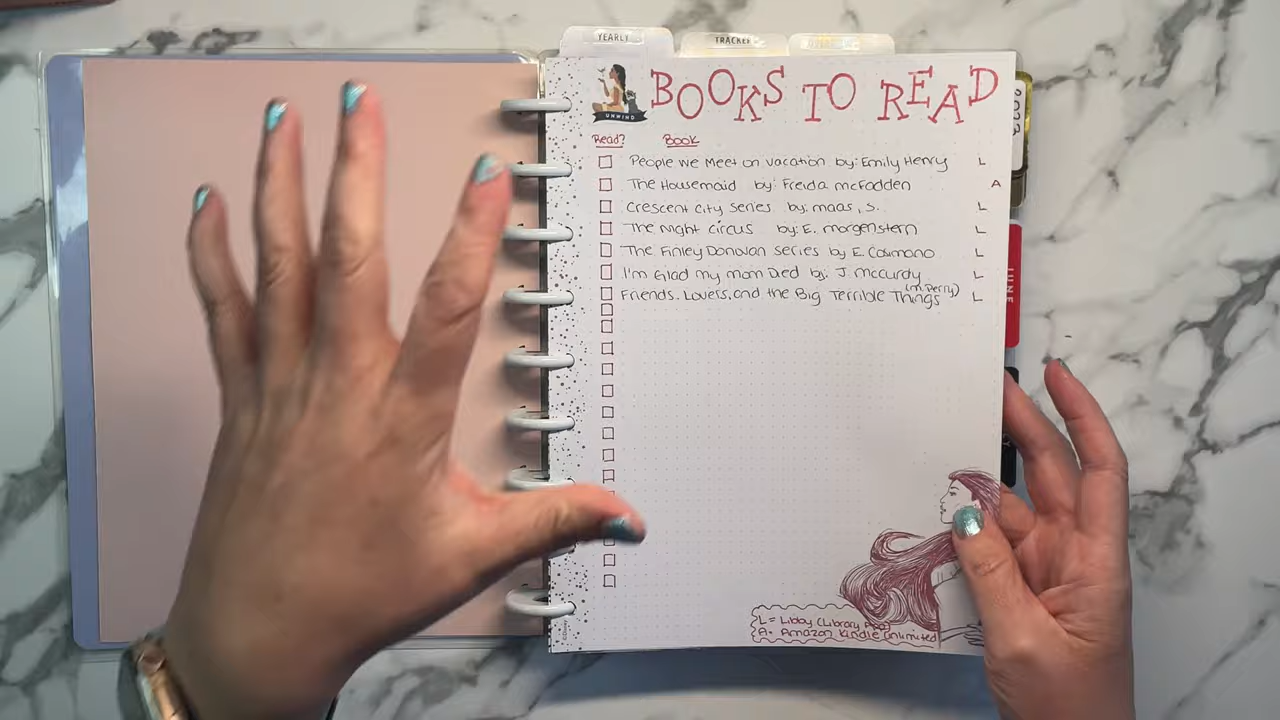 YEARLY
TRACKER
2023
UNWIND
BOOKS TO READ
Read? Book
People we Meet on vacation by: Emily Henry L
The Housemaid by: Freida mcFadden A
Crescent City series by: maas, S. L
The Night Circus by: E. morgenstern L
The Finley Donovan series by E. Cosimano L
I'm Glad my mom Died by: J. mccurdy L
Friends, Lovers, and the Big Terrible Things (m. Perry) L
JUNE
L = Libby (Library App)
A = Amazon Kindle unlimited